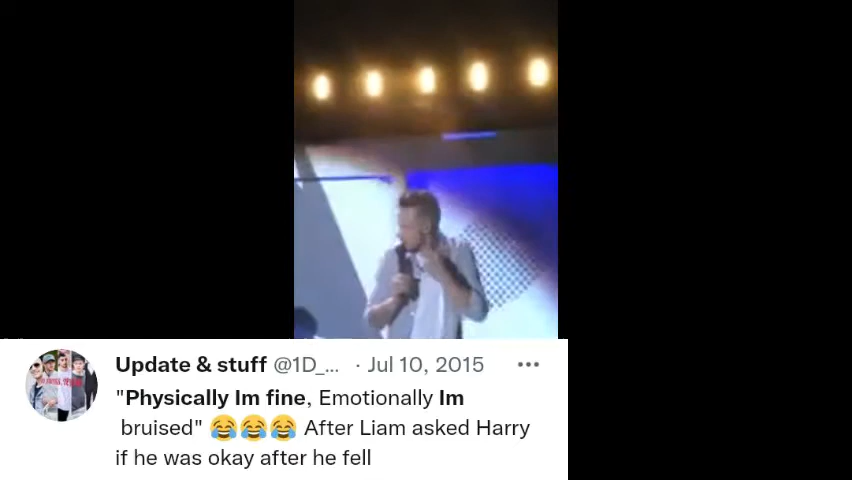 Update & stuff @1D_... · Jul 10, 2015 •••
"Physically Im fine, Emotionally Im
bruised" 😂😂😂 After Liam asked Harry
if he was okay after he fell